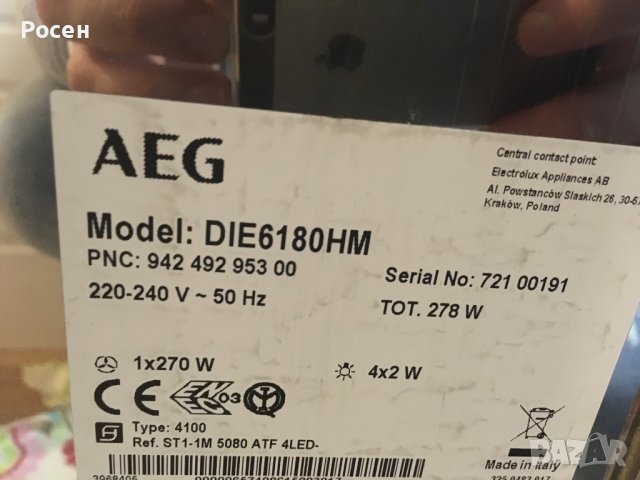 Росен
AEG
Central contact point:
Electrolux Appliances AB
Al. Powstanców Slaskich 26, 30-57
Kraków, Poland
Model: DIE6180HM
PNC: 942 492 953 00
Serial No: 721 00191
220-240 V ~ 50 Hz
TOT. 278 W
1x270 W
4x2 W
CE
03
Type: 4100
Ref. ST1-1M 5080 ATF 4LED-
Made in Italy
BAZAR